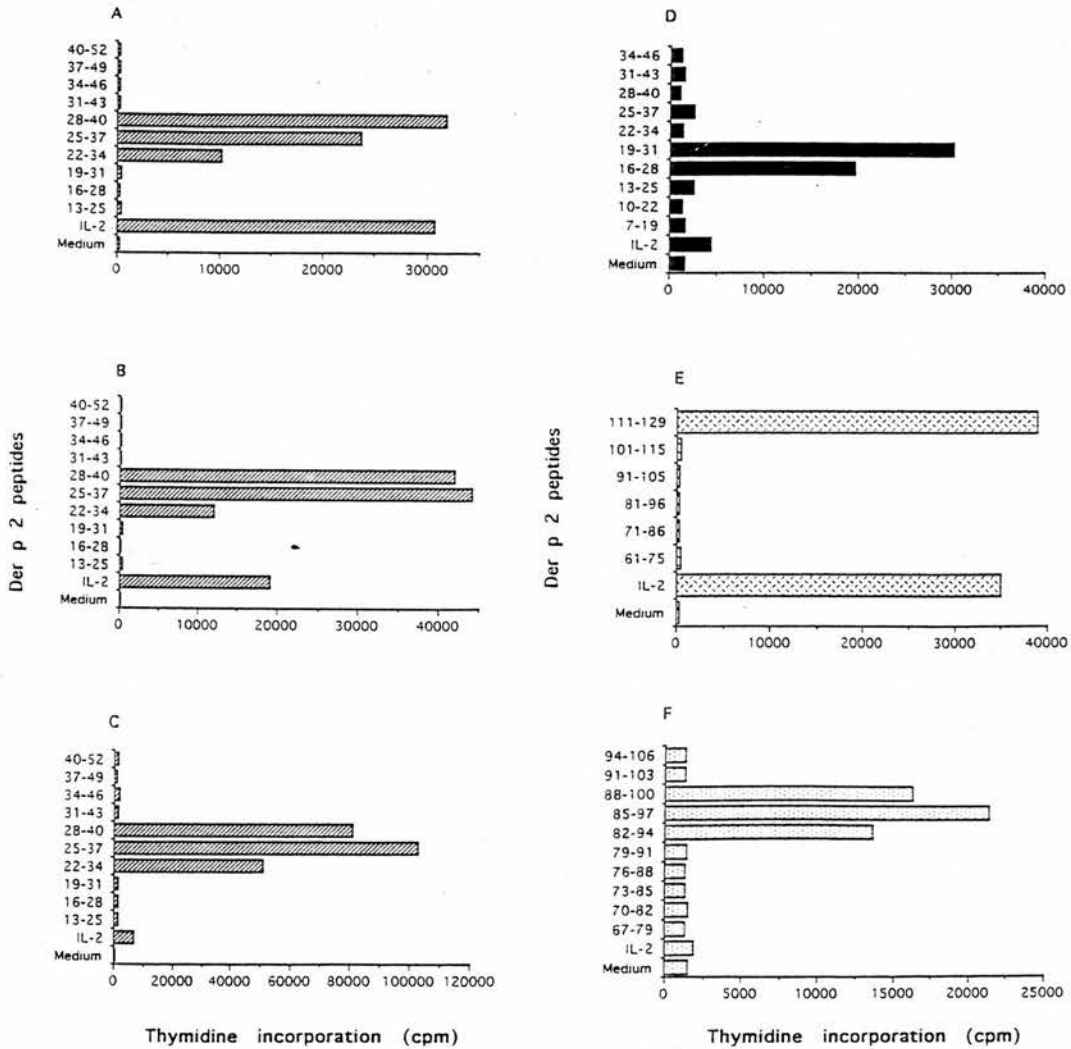 A
40-52
37-49
34-46
31-43
28-40
25-37
22-34
19-31
16-28
13-25
IL-2
Medium
0 10000 20000 30000
D
34-46
31-43
28-40
25-37
22-34
19-31
16-28
13-25
10-22
7-19
IL-2
Medium
0 10000 20000 30000 40000
B
40-52
37-49
34-46
31-43
28-40
25-37
22-34
19-31
16-28
13-25
IL-2
Medium
0 10000 20000 30000 40000
Der p 2 peptides
E
111-129
101-115
91-105
81-96
71-86
61-75
IL-2
Medium
0 10000 20000 30000 40000
Der p 2 peptides
C
40-52
37-49
34-46
31-43
28-40
25-37
22-34
19-31
16-28
13-25
IL-2
Medium
0 20000 40000 60000 80000 100000 120000
Thymidine incorporation (cpm)
F
94-106
91-103
88-100
85-97
82-94
79-91
76-88
73-85
70-82
67-79
IL-2
Medium
0 5000 10000 15000 20000 25000
Thymidine incorporation (cpm)